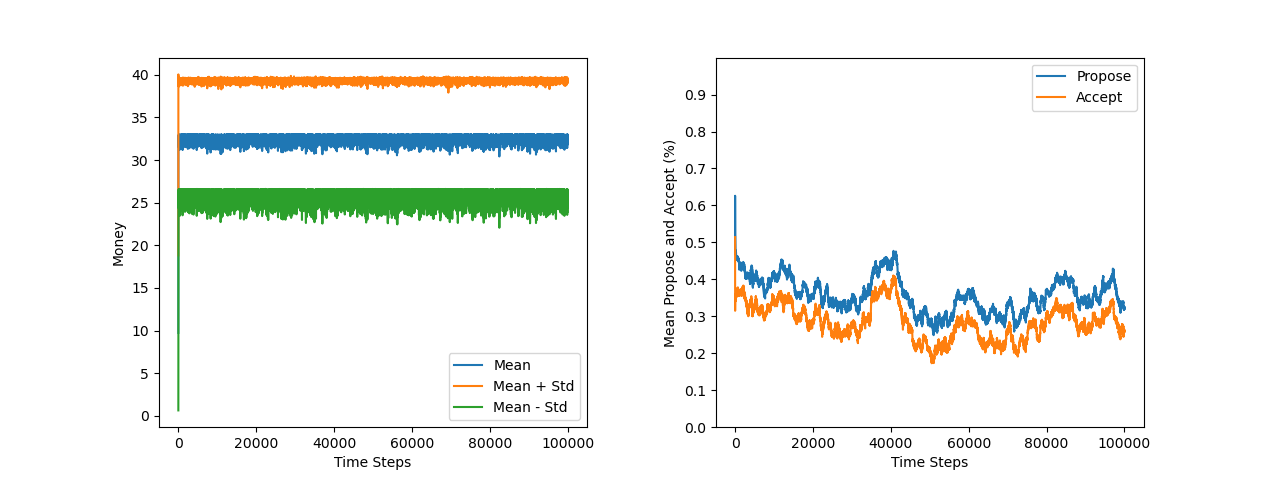 40
35
30
25
20
15
10
5
0
Money
0 20000 40000 60000 80000 100000
Time Steps
Mean
Mean + Std
Mean - Std
0.9
0.8
0.7
0.6
0.5
0.4
0.3
0.2
0.1
0.0
Mean Propose and Accept (%)
0 20000 40000 60000 80000 100000
Time Steps
Propose
Accept